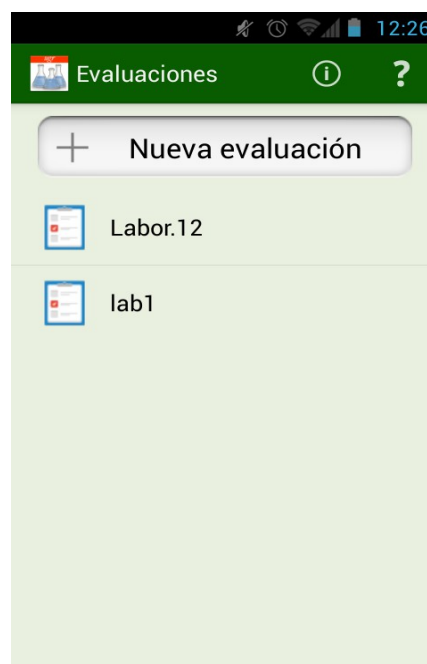 12:26
Evaluaciones
?
+ Nueva evaluación
Labor.12
lab1